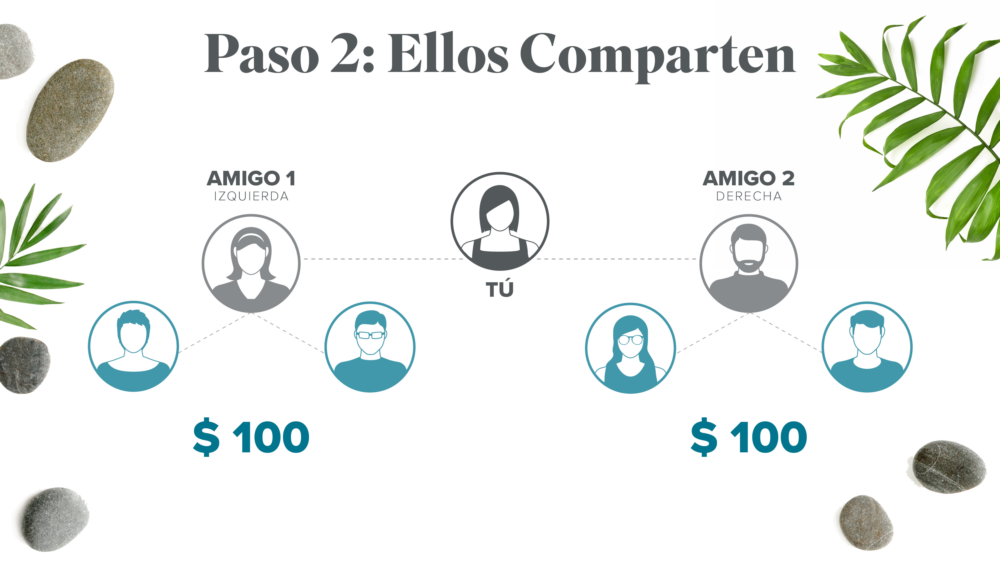 Paso 2: Ellos Comparten
AMIGO 1
IZQUIERDA
AMIGO 2
DERECHA
TÚ
$ 100
$ 100